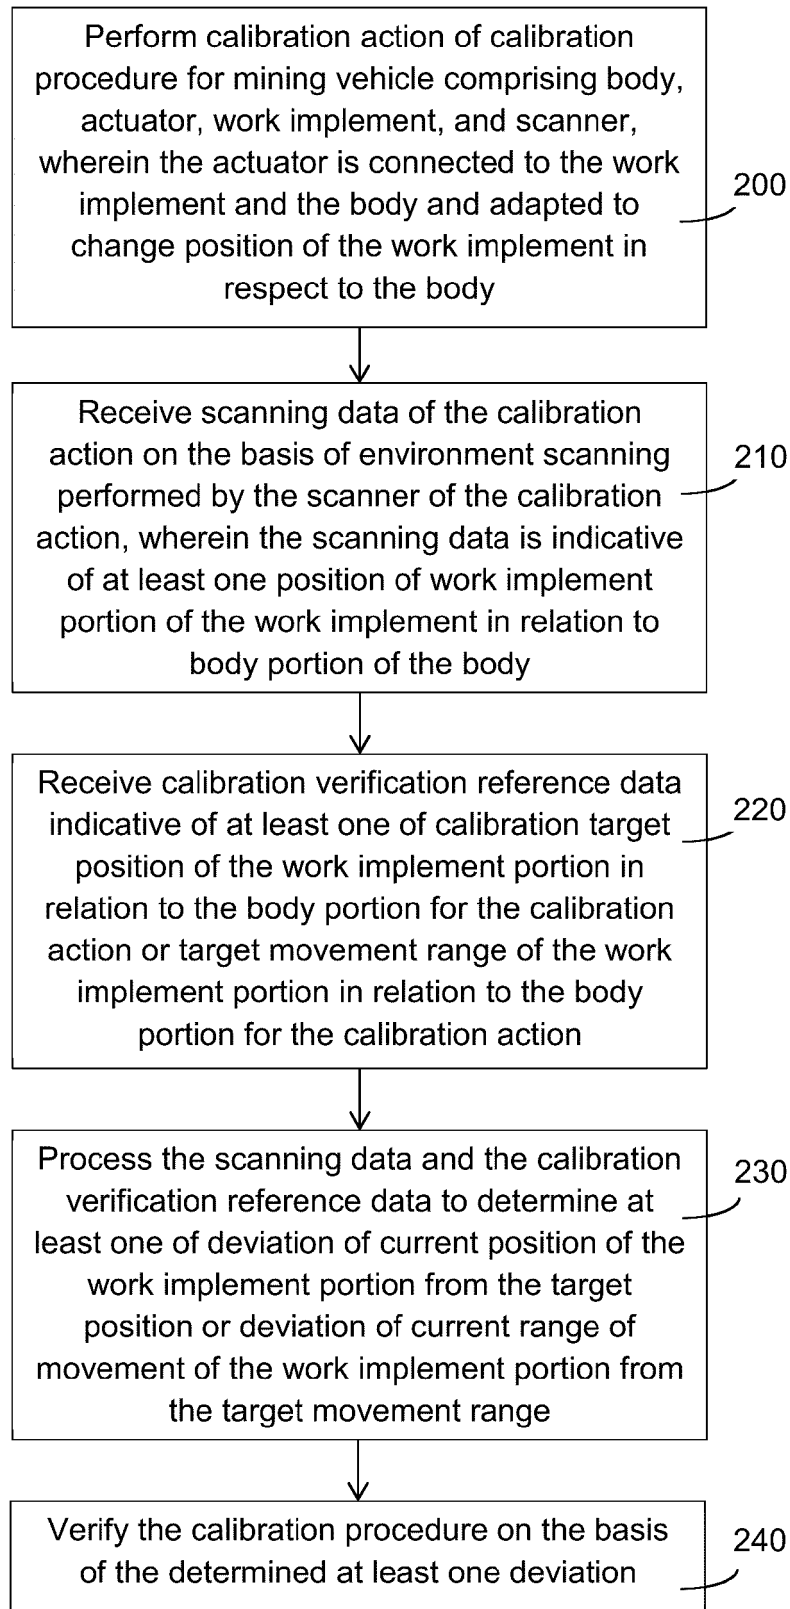 Perform calibration action of calibration
procedure for mining vehicle comprising body,
actuator, work implement, and scanner,
wherein the actuator is connected to the work
implement and the body and adapted to
change position of the work implement in
respect to the body
200
Receive scanning data of the calibration
action on the basis of environment scanning
performed by the scanner of the calibration
action, wherein the scanning data is indicative
of at least one position of work implement
portion of the work implement in relation to
body portion of the body
210
Receive calibration verification reference data
indicative of at least one of calibration target
position of the work implement portion in
relation to the body portion for the calibration
action or target movement range of the work
implement portion in relation to the body
portion for the calibration action
220
Process the scanning data and the calibration
verification reference data to determine at
least one of deviation of current position of the
work implement portion from the target
position or deviation of current range of
movement of the work implement portion from
the target movement range
230
Verify the calibration procedure on the basis
of the determined at least one deviation
240